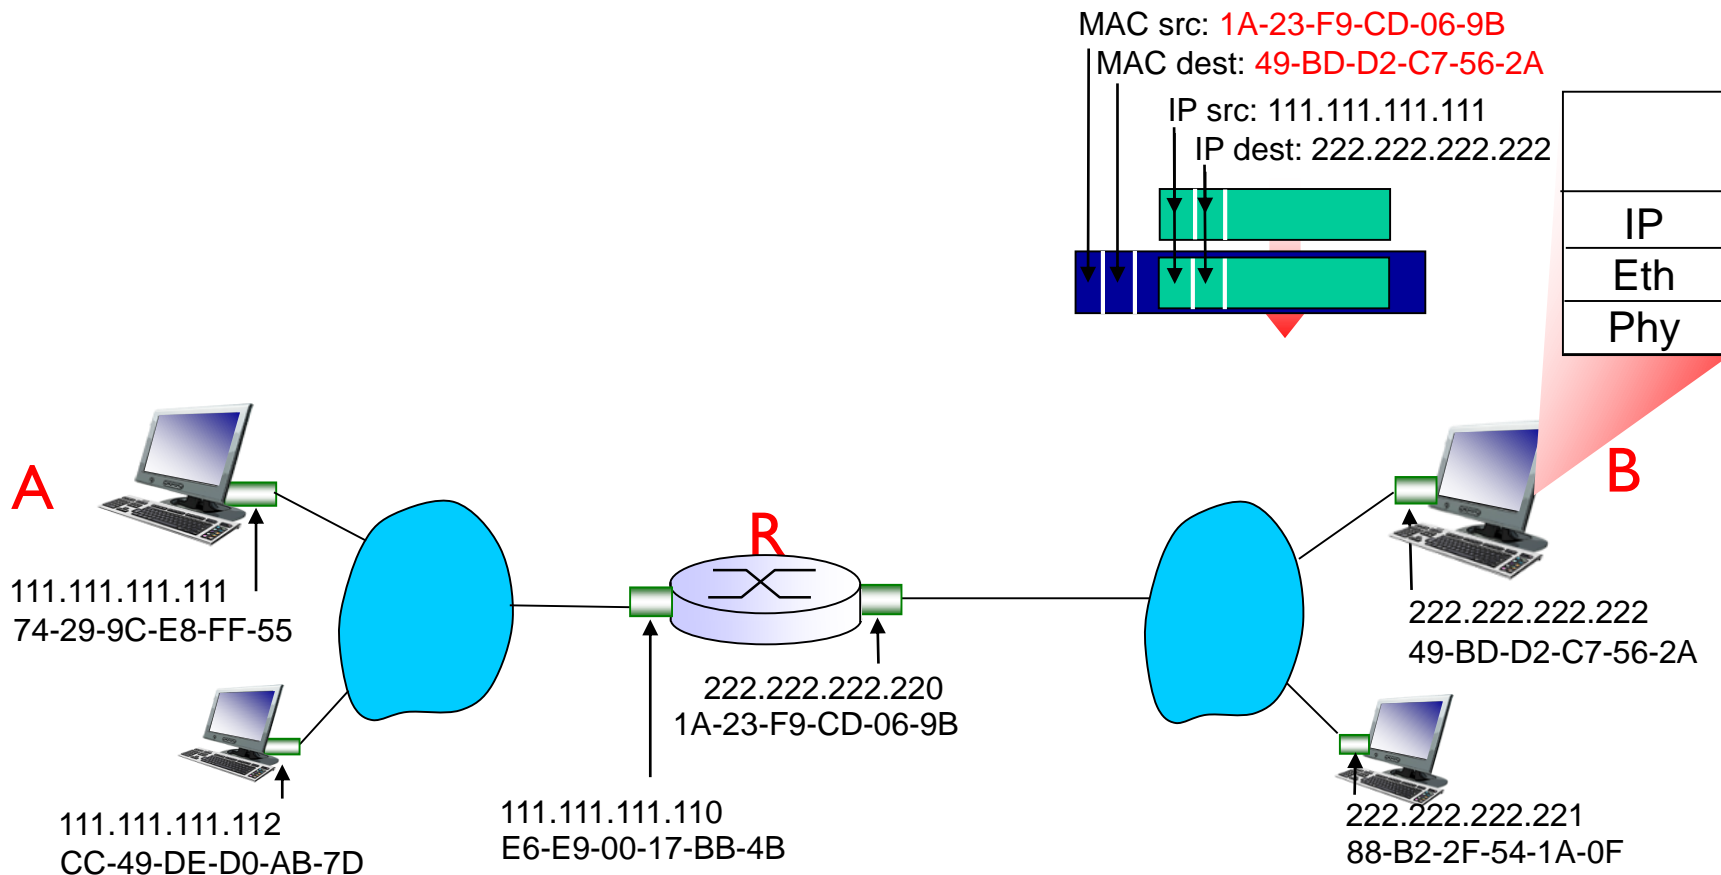 MAC src: 1A-23-F9-CD-06-9B
MAC dest: 49-BD-D2-C7-56-2A
IP src: 111.111.111.111
IP dest: 222.222.222.222
IP
Eth
Phy
A
R
B
111.111.111.111
74-29-9C-E8-FF-55
222.222.222.222
49-BD-D2-C7-56-2A
222.222.222.220
1A-23-F9-CD-06-9B
111.111.111.112
CC-49-DE-D0-AB-7D
111.111.111.110
E6-E9-00-17-BB-4B
222.222.222.221
88-B2-2F-54-1A-0F